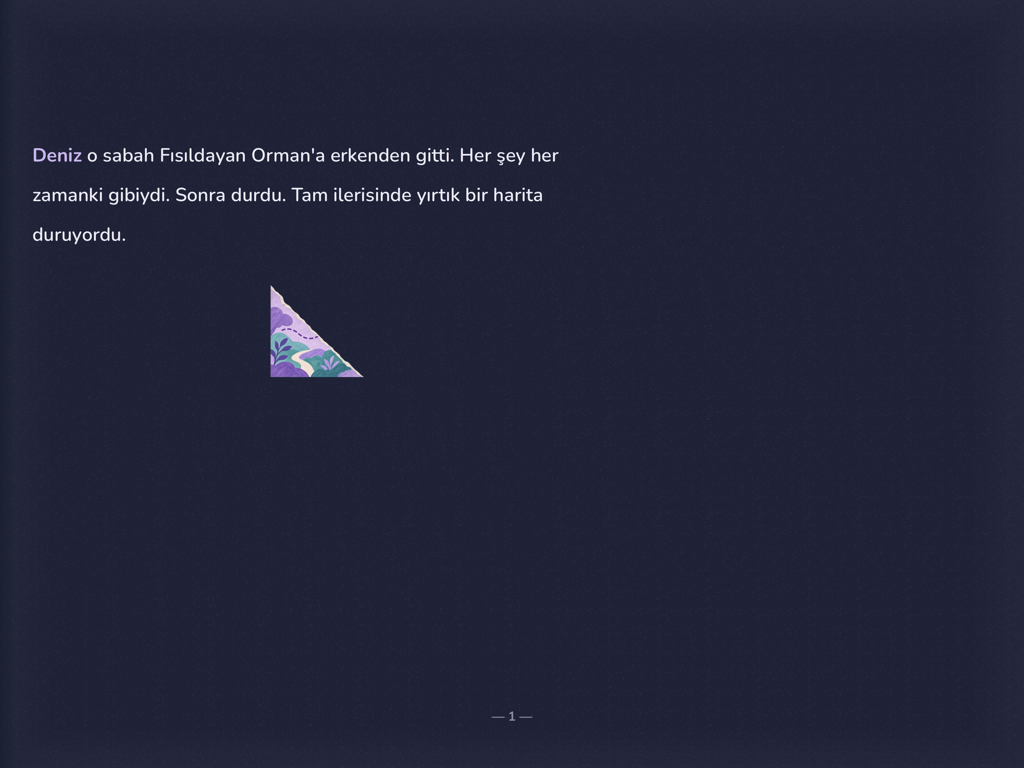 Deniz o sabah Fısıldayan Orman'a erkenden gitti. Her şey her
zamanki gibiydi. Sonra durdu. Tam ilerisinde yırtık bir harita
duruyordu.
— 1 —